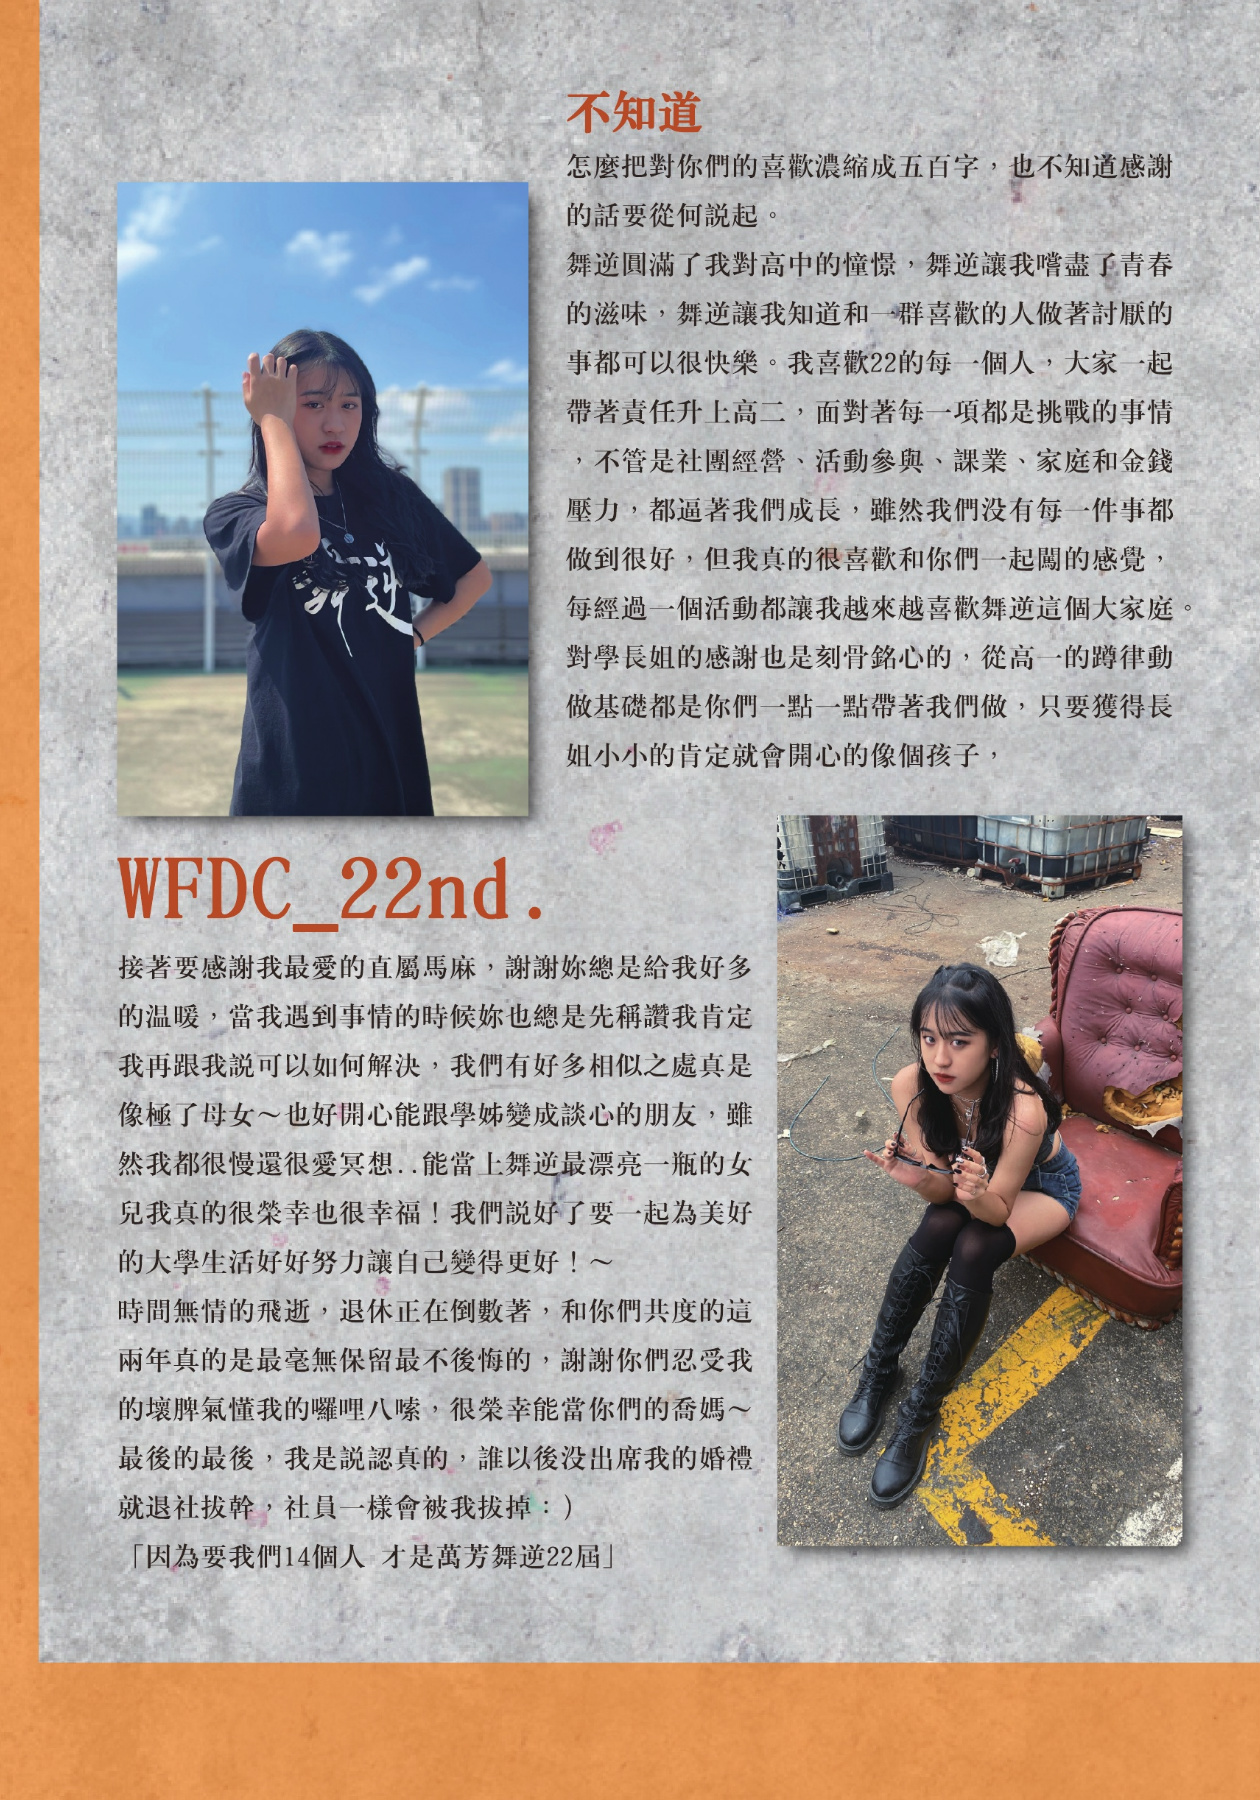 不知道
怎麼把對你們的喜歡濃縮成五百字，也不知道感謝
的話要從何説起。
舞逆圓滿了我對高中的憧憬，舞逆讓我嚐盡了青春
的滋味，舞逆讓我知道和一群喜歡的人做著討厭的
事都可以很快樂。我喜歡22的每一個人，大家一起
帶著責任升上高二，面對著每一項都是挑戰的事情
，不管是社團經營、活動參與、課業、家庭和金錢
壓力，都逼著我們成長，雖然我們没有每一件事都
做到很好，但我真的很喜歡和你們一起闖的感覺，
每經過一個活動都讓我越來越喜歡舞逆這個大家庭。
對學長姐的感謝也是刻骨銘心的，從高一的蹲律動
做基礎都是你們一點一點帶著我們做，只要獲得長
姐小小的肯定就會開心的像個孩子，
舞逆
WFDC_22nd.
接著要感謝我最愛的直屬馬麻，謝謝妳總是給我好多
的温暖，當我遇到事情的時候妳也總是先稱讚我肯定
我再跟我説可以如何解決，我們有好多相似之處真是
像極了母女～也好開心能跟學姊變成談心的朋友，雖
然我都很慢還很愛冥想..能當上舞逆最漂亮一瓶的女
兒我真的很榮幸也很幸福！我們説好了要一起為美好
的大學生活好好努力讓自己變得更好！～
時間無情的飛逝，退休正在倒數著，和你們共度的這
兩年真的是最毫無保留最不後悔的，謝謝你們忍受我
的壞脾氣懂我的囉哩八嗦，很榮幸能當你們的喬媽～
最後的最後，我是説認真的，誰以後没出席我的婚禮
就退社拔幹，社員一樣會被我拔掉：）
「因為要我們14個人 才是萬芳舞逆22屆」